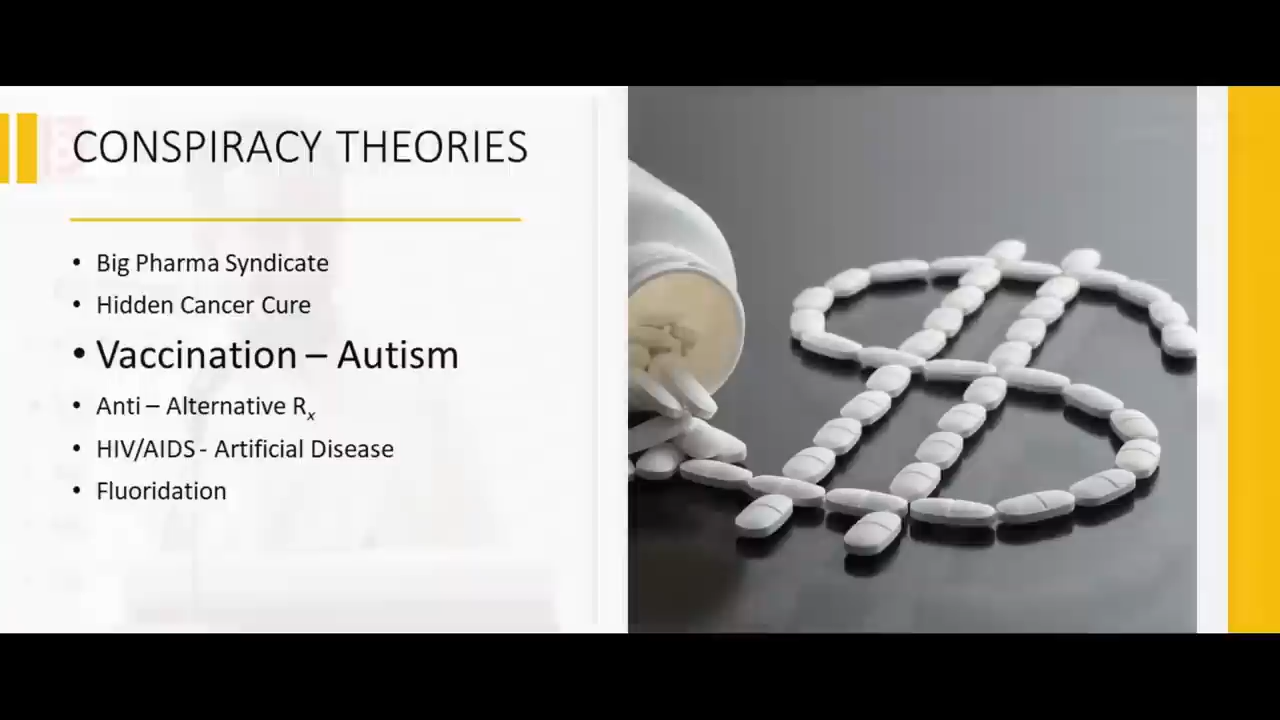 CONSPIRACY THEORIES
• Big Pharma Syndicate
• Hidden Cancer Cure
• Vaccination – Autism
• Anti – Alternative Rx
• HIV/AIDS - Artificial Disease
• Fluoridation